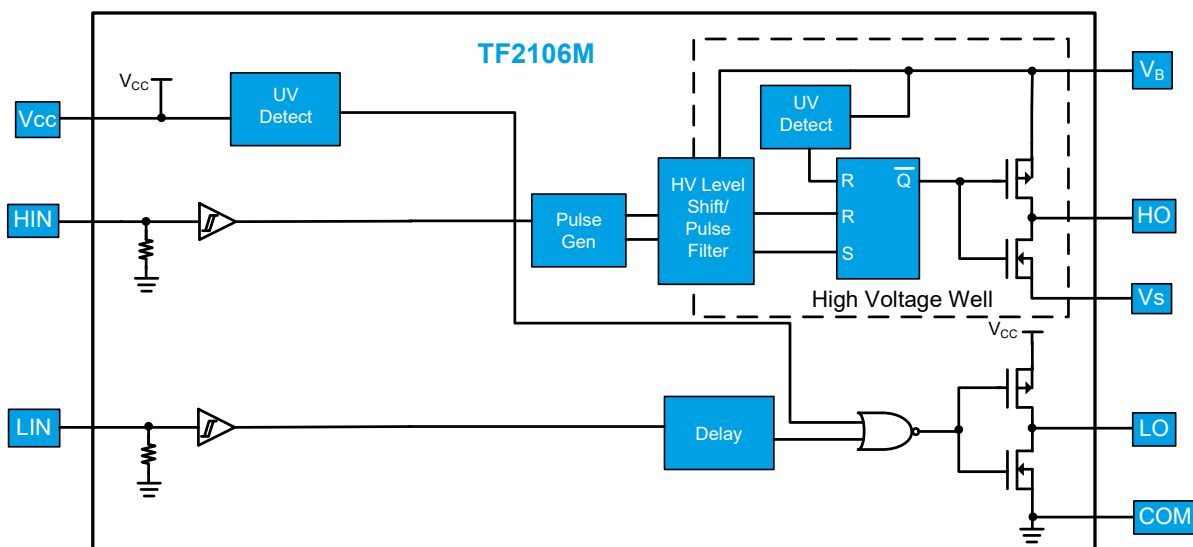 TF2106M
VCC
Vcc
UV
Detect
VB
UV
Detect
HIN
Pulse
Gen
HV Level
Shift/
Pulse
Filter
R
Q
R
S
HO
High Voltage Well
Vs
VCC
LIN
Delay
LO
COM